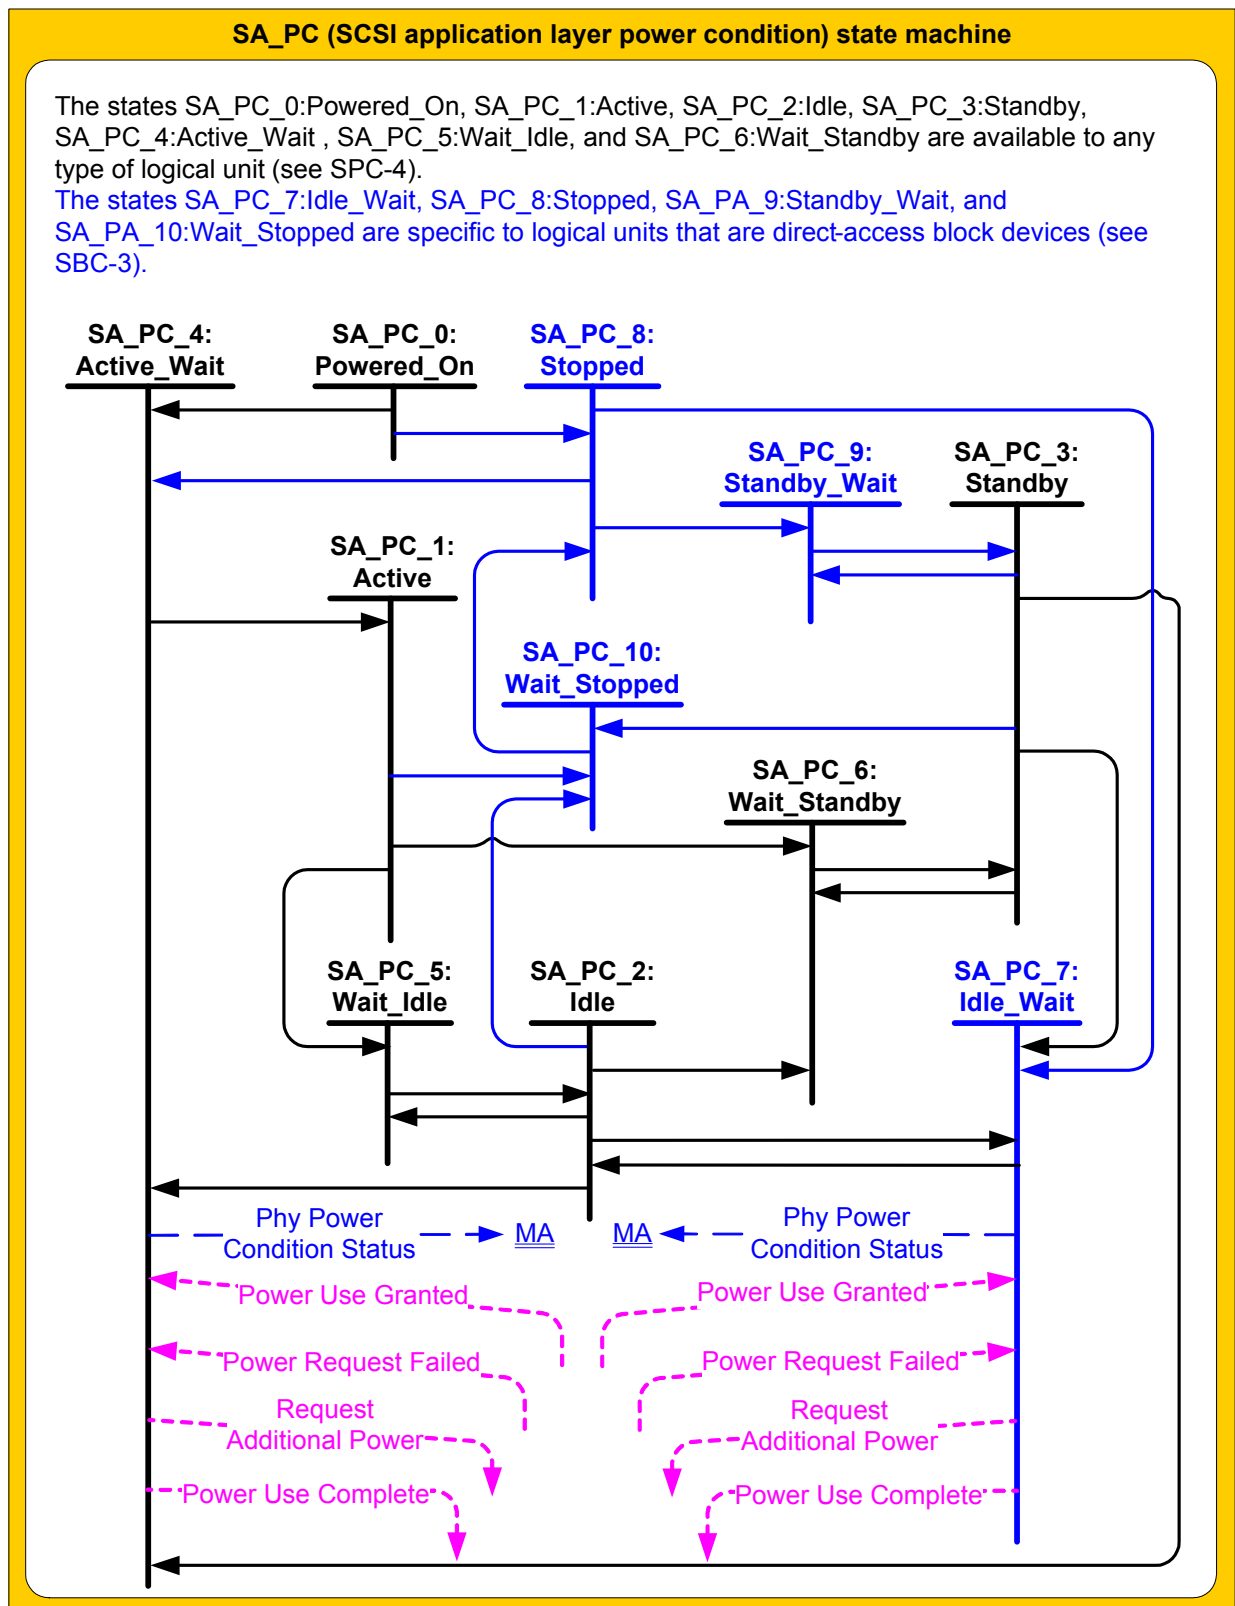 SA_PC (SCSI application layer power condition) state machine
The states SA_PC_0:Powered_On, SA_PC_1:Active, SA_PC_2:Idle, SA_PC_3:Standby,
SA_PC_4:Active_Wait , SA_PC_5:Wait_Idle, and SA_PC_6:Wait_Standby are available to any
type of logical unit (see SPC-4).
The states SA_PC_7:Idle_Wait, SA_PC_8:Stopped, SA_PA_9:Standby_Wait, and
SA_PA_10:Wait_Stopped are specific to logical units that are direct-access block devices (see
SBC-3).
SA_PC_4:
Active_Wait
SA_PC_0:
Powered_On
SA_PC_8:
Stopped
SA_PC_9:
Standby_Wait
SA_PC_3:
Standby
SA_PC_1:
Active
SA_PC_10:
Wait_Stopped
SA_PC_6:
Wait_Standby
SA_PC_5:
Wait_Idle
SA_PC_2:
Idle
SA_PC_7:
Idle_Wait
Phy Power
Condition Status
MA
MA
Phy Power
Condition Status
Power Use Granted
Power Use Granted
Power Request Failed
Power Request Failed
Request
Additional Power
Request
Additional Power
Power Use Complete
Power Use Complete